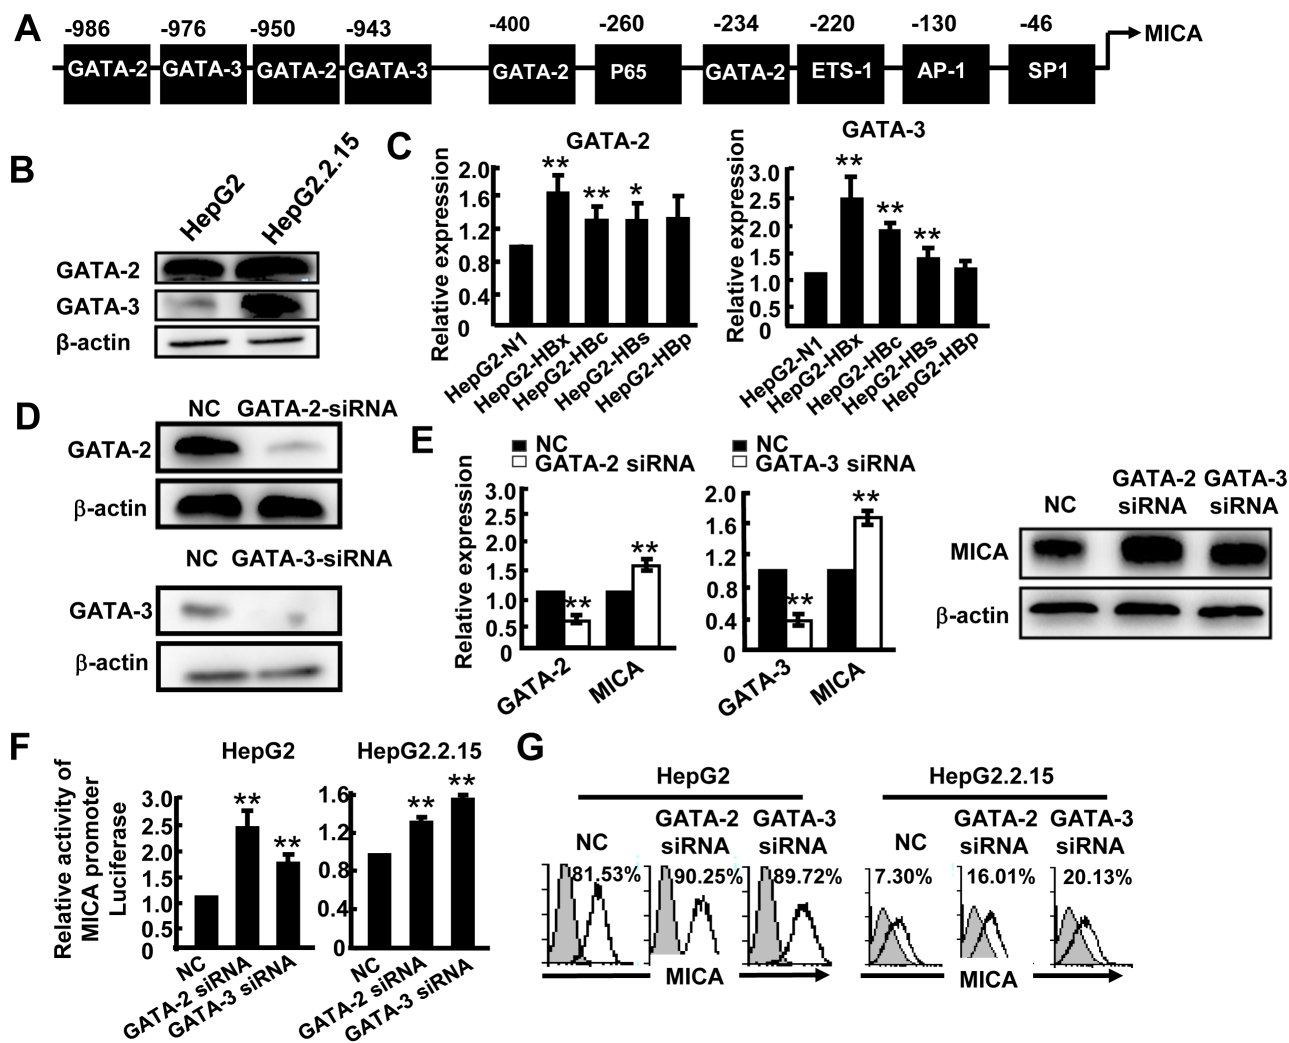 A
-986 -976 -950 -943 -400 -260 -234 -220 -130 -46
MICA
GATA-2 GATA-3 GATA-2 GATA-3 GATA-2 P65 GATA-2 ETS-1 AP-1 SP1
B
HepG2 HepG2.2.15
GATA-2
GATA-3
β-actin
C
GATA-2
Relative expression
2.0
1.6
1.2
0.8
0.4
0
** ** *
HepG2-N1 HepG2-HBx HepG2-HBc HepG2-HBs HepG2-HBp
GATA-3
Relative expression
3.0
2.5
2.0
1.5
1.0
0.5
0
** ** **
HepG2-N1 HepG2-HBx HepG2-HBc HepG2-HBs HepG2-HBp
D
NC GATA-2-siRNA
GATA-2
β-actin
NC GATA-3-siRNA
GATA-3
β-actin
E
NC
GATA-2 siRNA
Relative expression
3.0
2.5
2.0
1.5
1.0
0.5
0
** **
GATA-2 MICA
NC
GATA-3 siRNA
2.0
1.6
1.2
0.8
0.4
0
** **
GATA-3 MICA
NC GATA-2 siRNA GATA-3 siRNA
MICA
β-actin
F
Relative activity of
MICA promoter
Luciferase
HepG2
3.0
2.5
2.0
1.5
1.0
0.5
0
** **
NC GATA-2 siRNA GATA-3 siRNA
HepG2.2.15
1.6
1.2
0.8
0.4
0
** **
NC GATA-2 siRNA GATA-3 siRNA
G
HepG2
NC GATA-2 siRNA GATA-3 siRNA
81.53% 90.25% 89.72%
MICA
HepG2.2.15
NC GATA-2 siRNA GATA-3 siRNA
7.30% 16.01% 20.13%
MICA